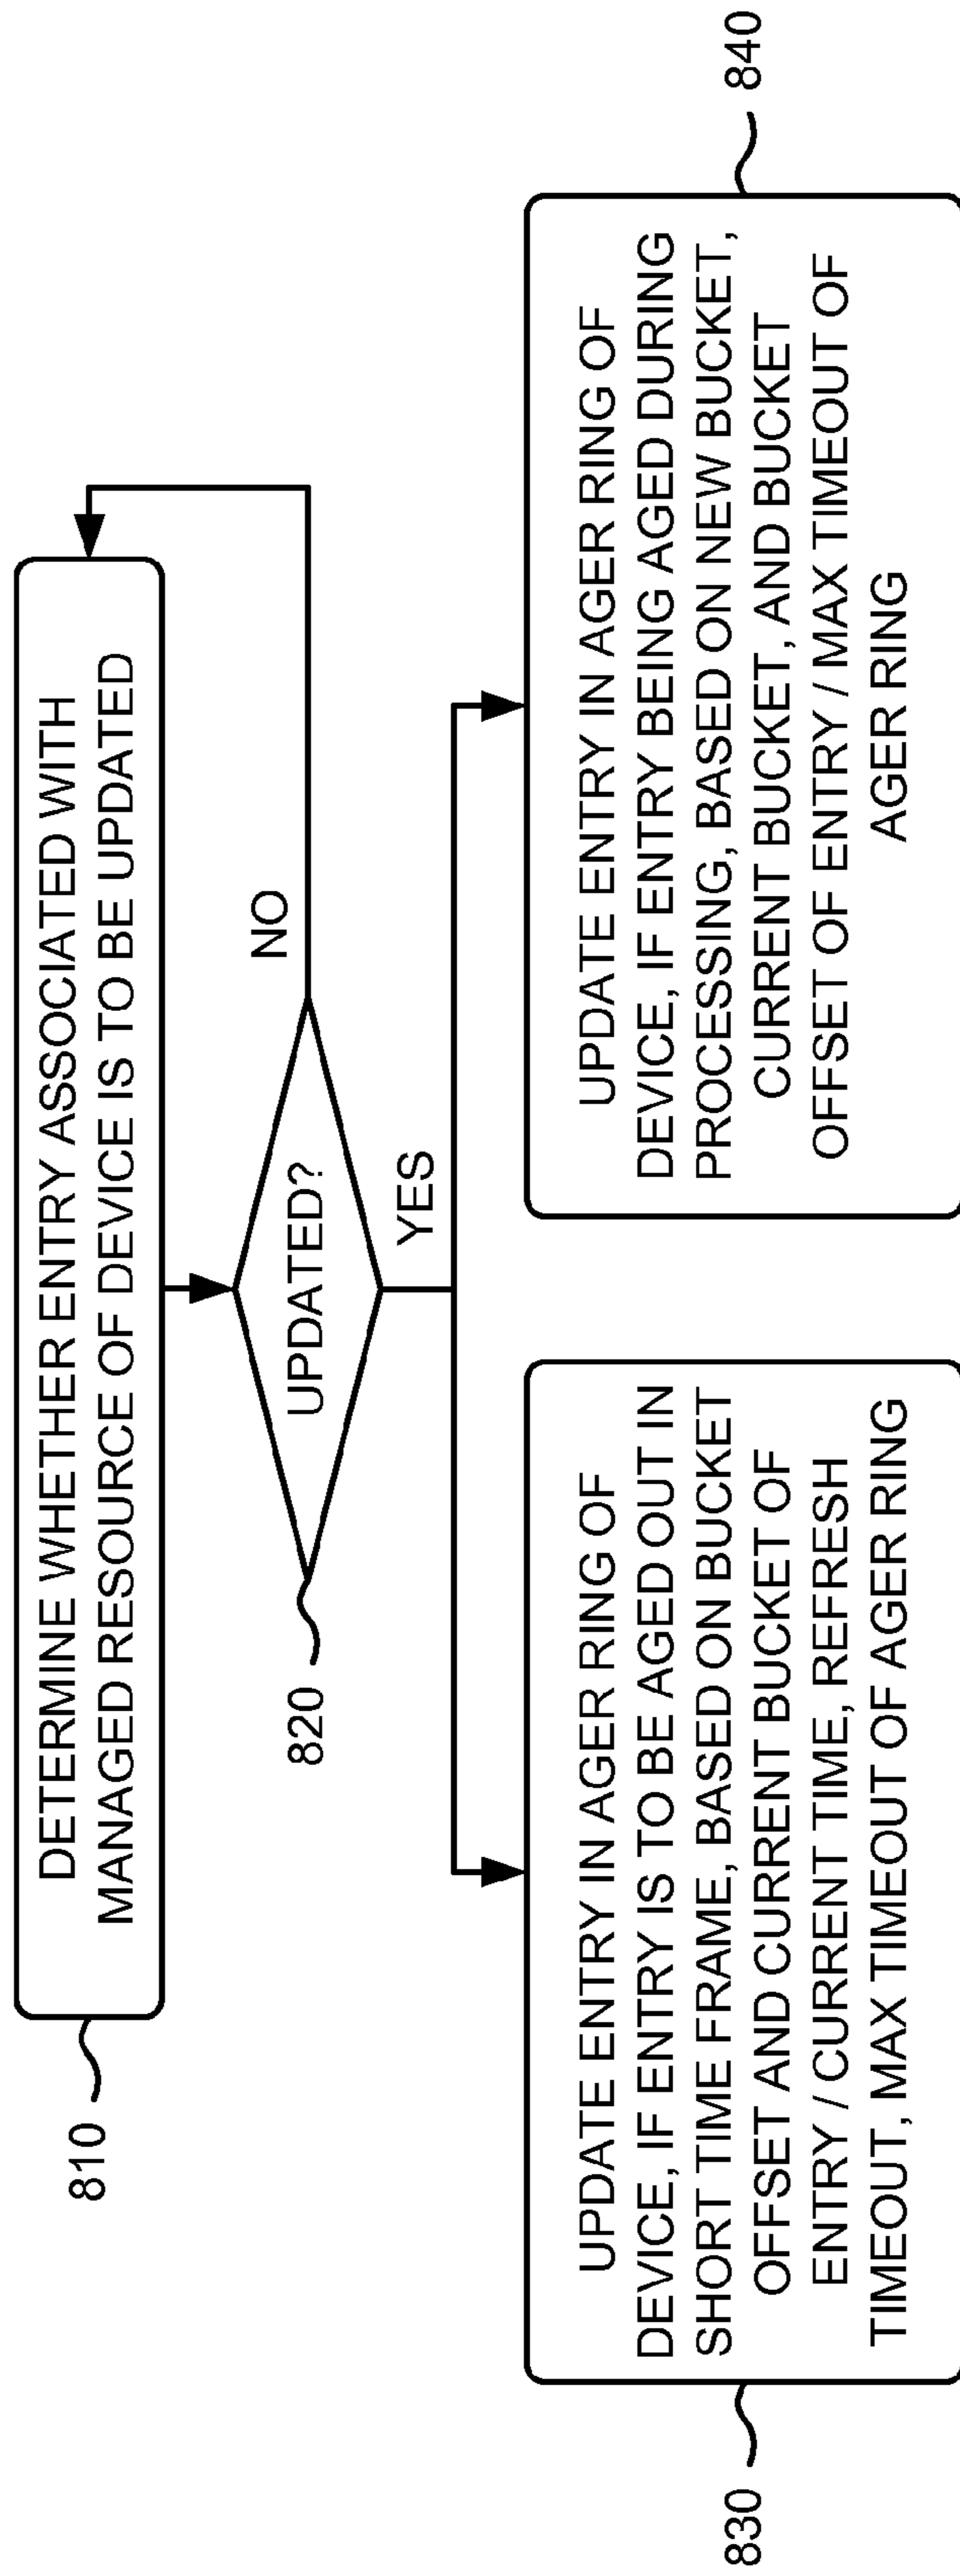 810
DETERMINE WHETHER ENTRY ASSOCIATED WITH
MANAGED RESOURCE OF DEVICE IS TO BE UPDATED
820
UPDATED?
NO
YES
830
UPDATE ENTRY IN AGER RING OF
DEVICE, IF ENTRY IS TO BE AGED OUT IN
SHORT TIME FRAME, BASED ON BUCKET
OFFSET AND CURRENT BUCKET OF
ENTRY / CURRENT TIME, REFRESH
TIMEOUT, MAX TIMEOUT OF AGER RING
UPDATE ENTRY IN AGER RING OF
DEVICE, IF ENTRY BEING AGED DURING
PROCESSING, BASED ON NEW BUCKET,
CURRENT BUCKET, AND BUCKET
OFFSET OF ENTRY / MAX TIMEOUT OF
AGER RING
840